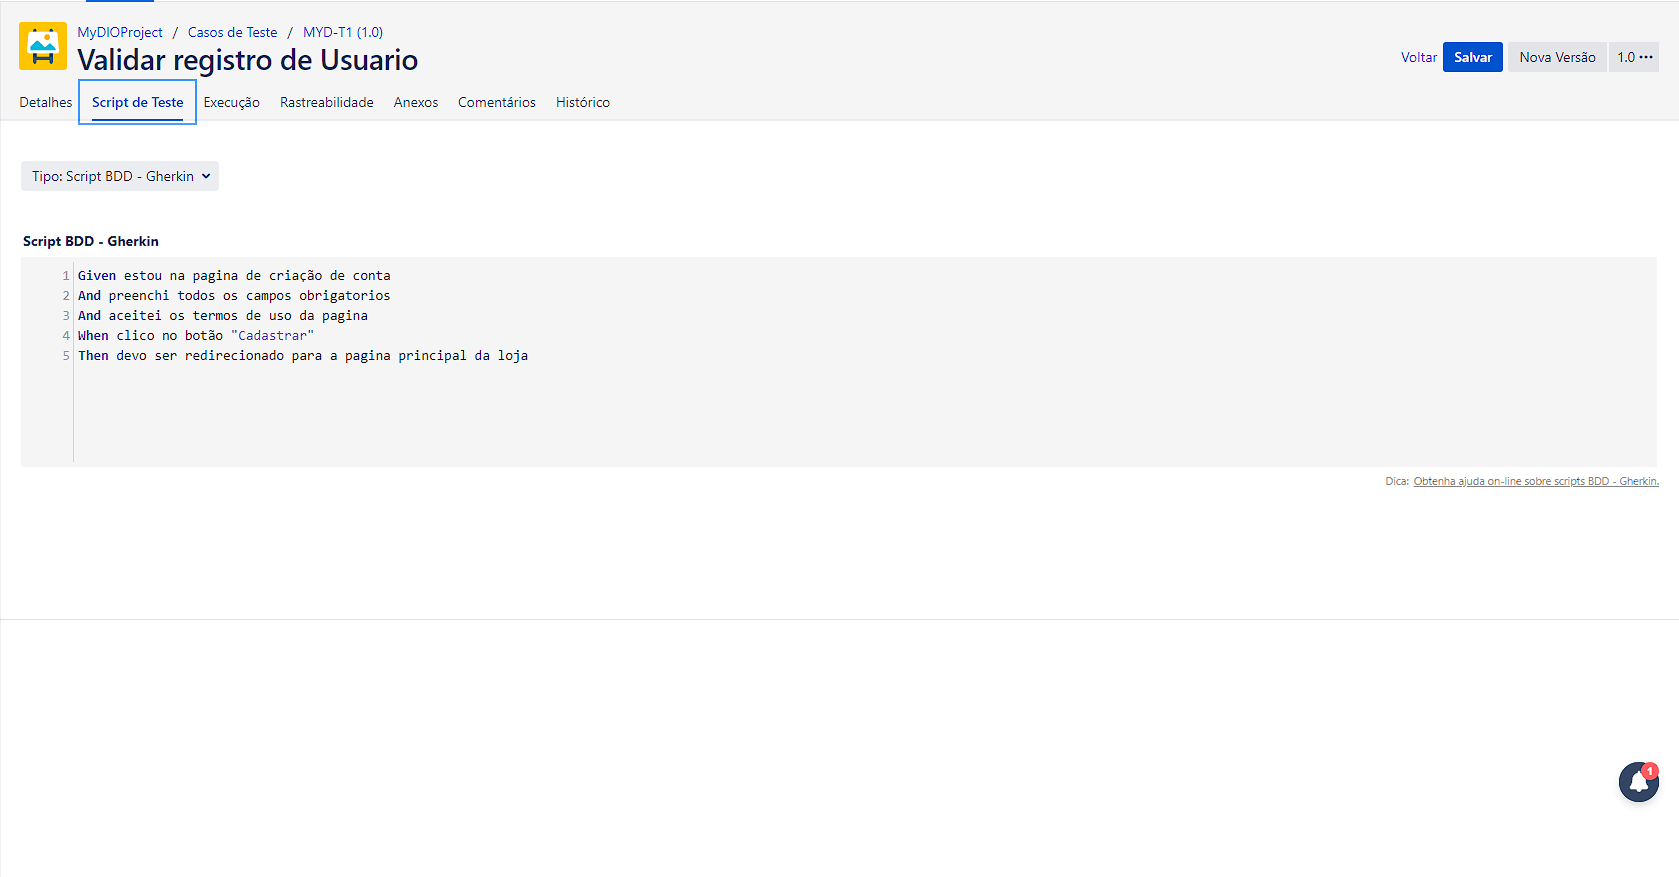 MyDIOProject / Casos de Teste / MYD-T1 (1.0)
Validar registro de Usuario
Voltar Salvar Nova Versão 1.0 •••
Detalhes Script de Teste Execução Rastreabilidade Anexos Comentários Histórico
Tipo: Script BDD - Gherkin
Script BDD - Gherkin
1 Given estou na pagina de criação de conta
2 And preenchi todos os campos obrigatorios
3 And aceitei os termos de uso da pagina
4 When clico no botão "Cadastrar"
5 Then devo ser redirecionado para a pagina principal da loja
Dica: Obtenha ajuda on-line sobre scripts BDD - Gherkin.
1